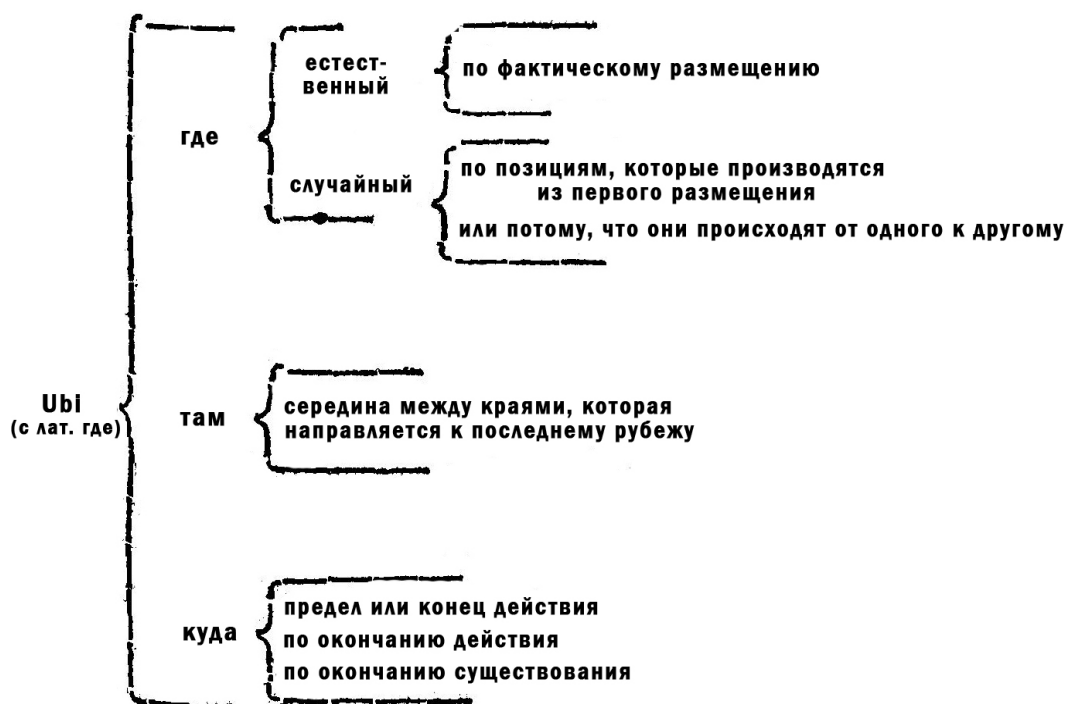 естест-
венный
по фактическому размещению
где
случайный
по позициям, которые производятся
из первого размещения
или потому, что они происходят от одного к другому
Ubi
(с лат. где)
там
середина между краями, которая
направляется к последнему рубежу
куда
предел или конец действия
по окончанию действия
по окончанию существования